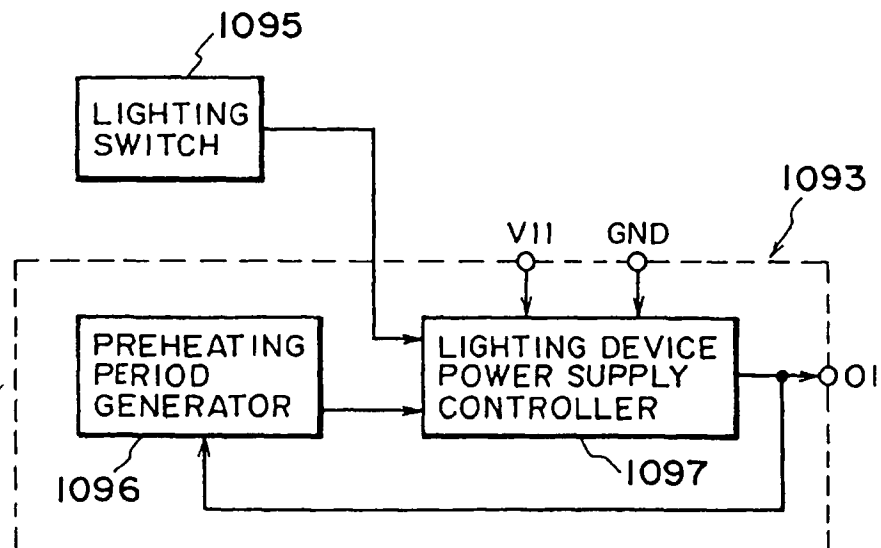 1095
LIGHTING
SWITCH
1093
V11 GND
PREHEATING
PERIOD
GENERATOR
LIGHTING DEVICE
POWER SUPPLY
CONTROLLER
O1
1096
1097